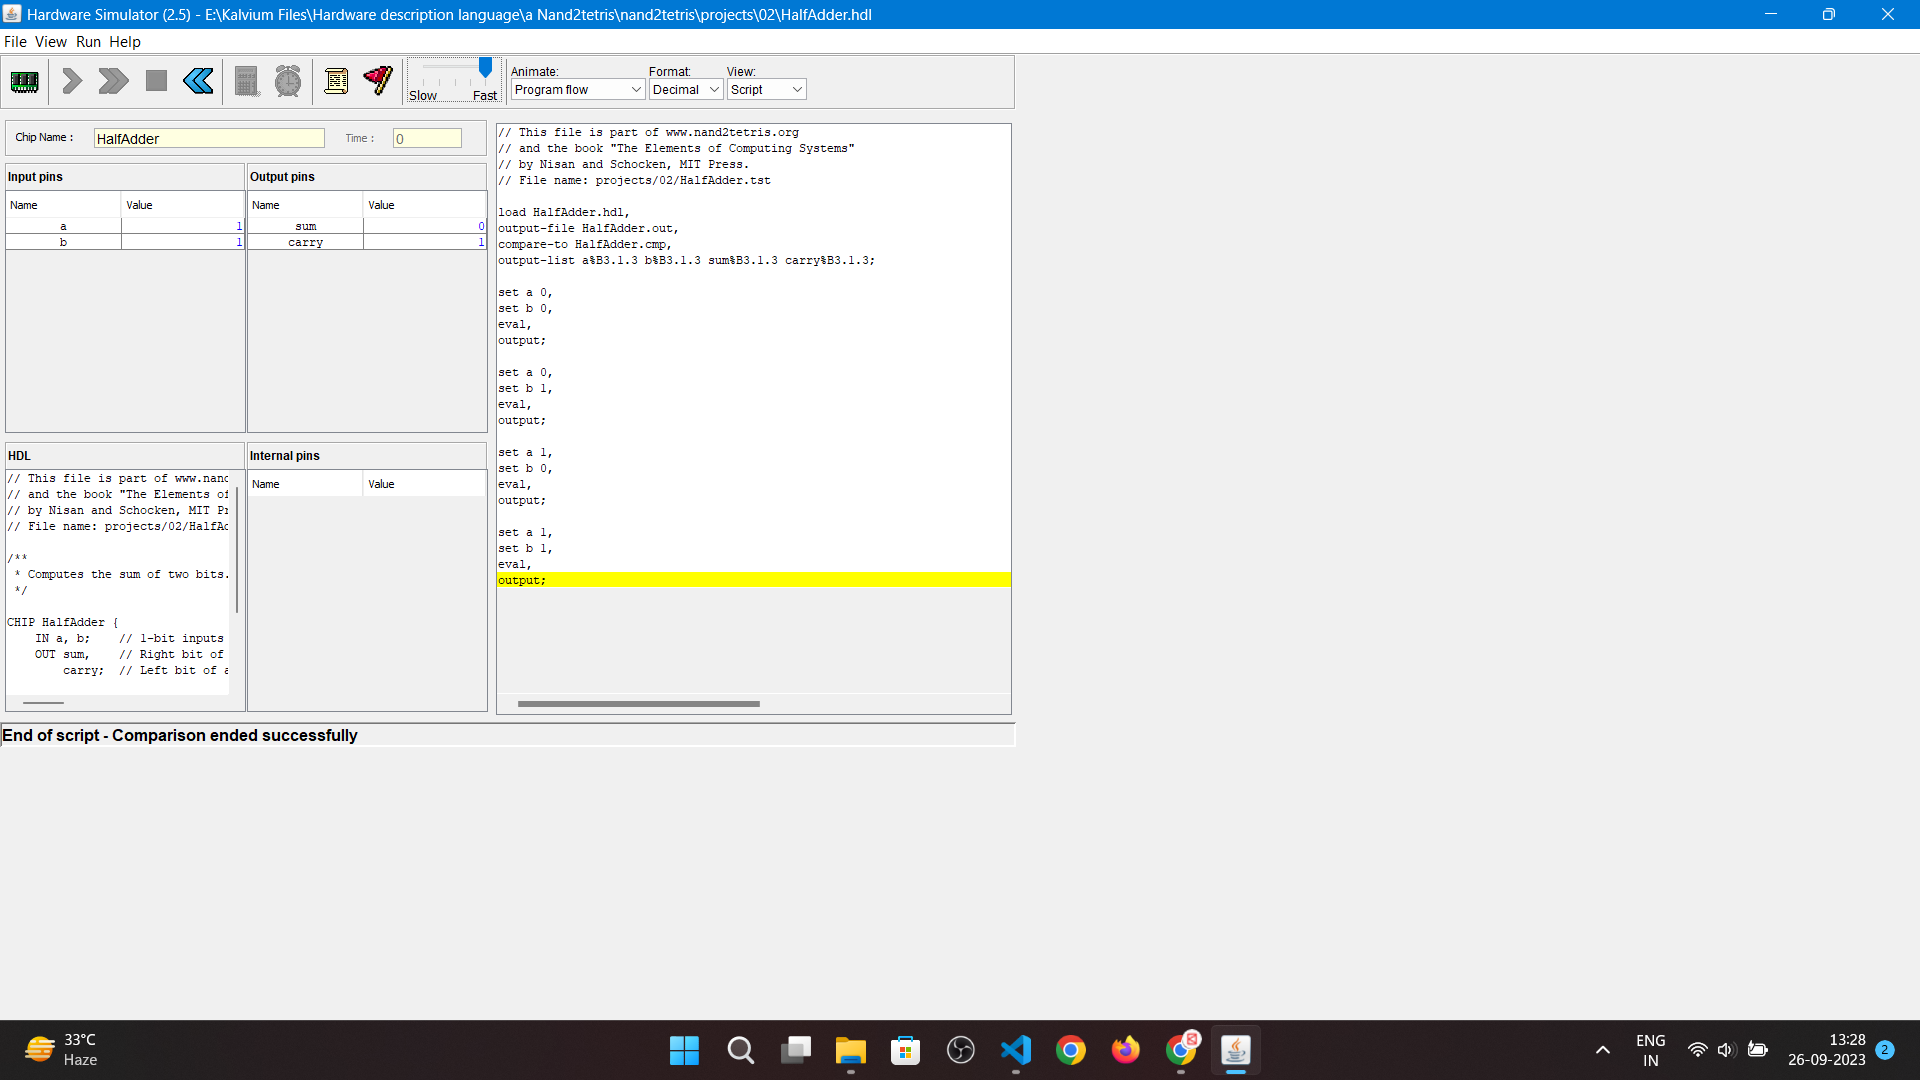 Hardware Simulator (2.5) - E:\Kalvium Files\Hardware description language\a Nand2tetris\nand2tetris\projects\02\HalfAdder.hdl
File View Run Help
Slow Fast
Animate: Format: View:
Program flow Decimal Script
Chip Name : HalfAdder Time : 0
Input pins
Name Value
a 1
b 1
Output pins
Name Value
sum 0
carry 1
HDL
// This file is part of www.nand
// and the book "The Elements of
// by Nisan and Schocken, MIT Pr
// File name: projects/02/HalfAd
/**
* Computes the sum of two bits.
*/
CHIP HalfAdder {
IN a, b; // 1-bit inputs
OUT sum, // Right bit of
carry; // Left bit of a
Internal pins
Name Value
// This file is part of www.nand2tetris.org
// and the book "The Elements of Computing Systems"
// by Nisan and Schocken, MIT Press.
// File name: projects/02/HalfAdder.tst
load HalfAdder.hdl,
output-file HalfAdder.out,
compare-to HalfAdder.cmp,
output-list a%B3.1.3 b%B3.1.3 sum%B3.1.3 carry%B3.1.3;
set a 0,
set b 0,
eval,
output;
set a 0,
set b 1,
eval,
output;
set a 1,
set b 0,
eval,
output;
set a 1,
set b 1,
eval,
output;
End of script - Comparison ended successfully
33°C
Haze
ENG
IN
13:28
26-09-2023
2